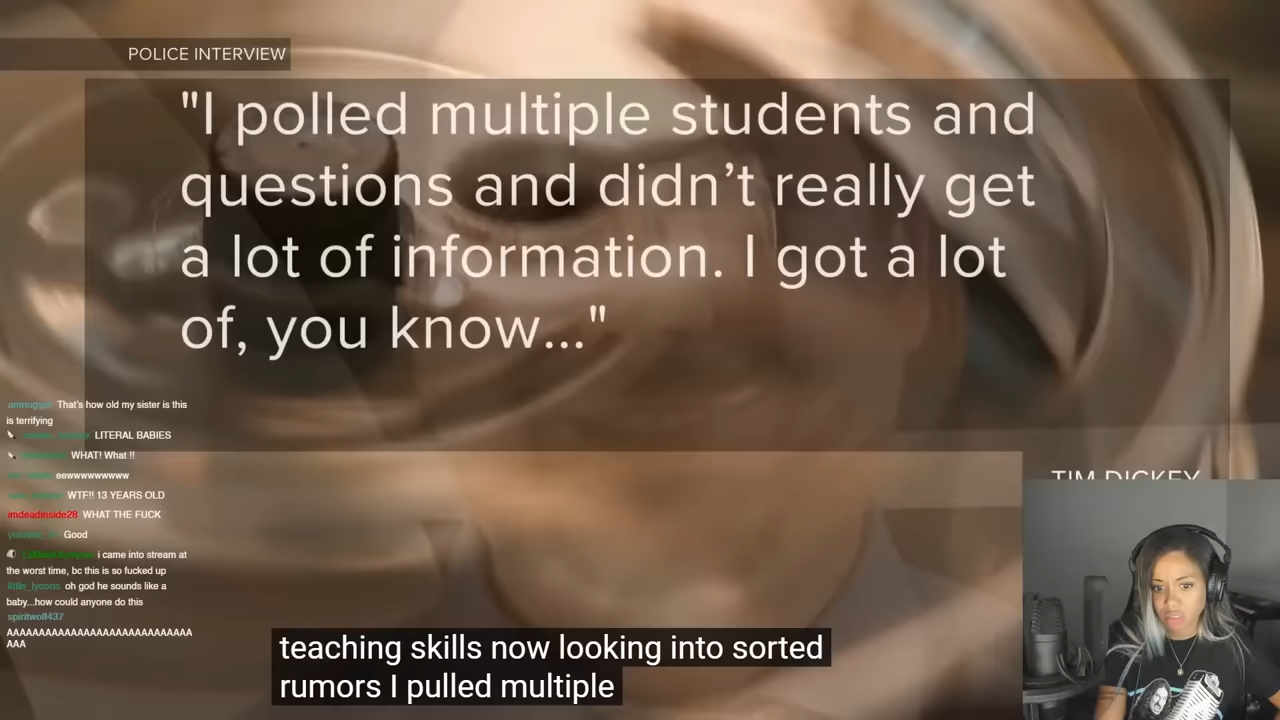 POLICE INTERVIEW
"I polled multiple students and
questions and didn’t really get
a lot of information. I got a lot
of, you know..."
TIM DICKEY
That's how old my sister is this
is terrifying
LITERAL BABIES
WHAT! What !!
eewwwwwwwww
WTF!! 13 YEARS OLD
imdeadinside28 WHAT THE FUCK
Good
i came into stream at
the worst time, bc this is so fucked up
little_lycoris oh god he sounds like a
baby...how could anyone do this
spiritwolf437
AAAAAAAAAAAAAAAAAAAAAAAAAAAAA
AAA
teaching skills now looking into sorted
rumors I pulled multiple